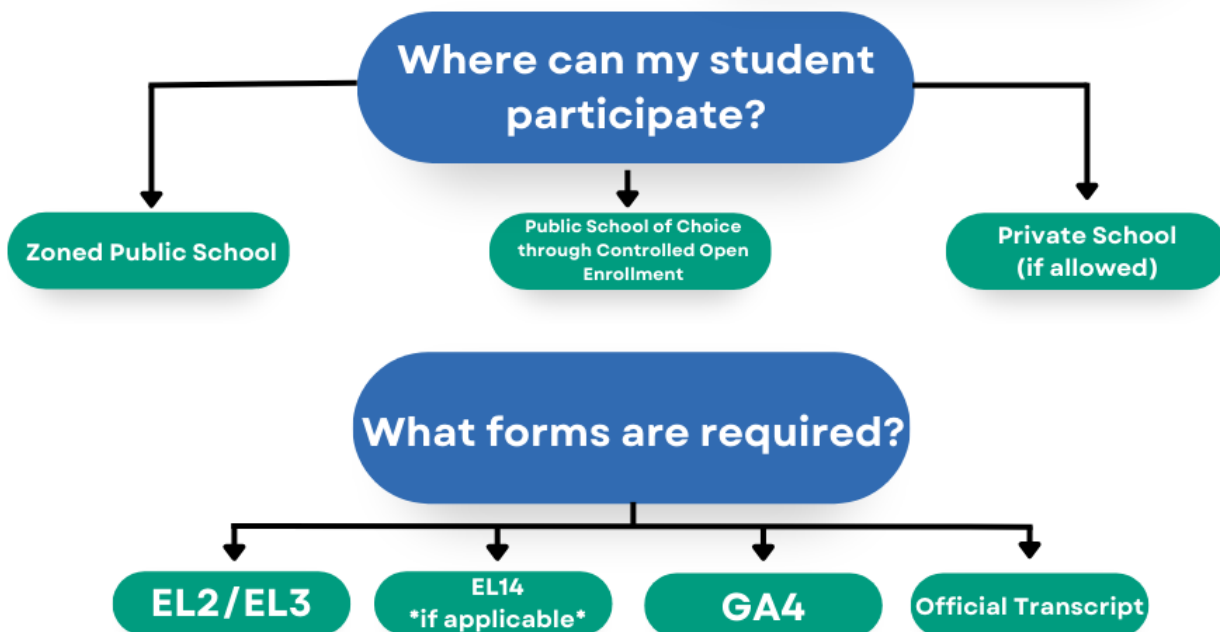 Where can my student
participate?
Zoned Public School
Public School of Choice
through Controlled Open
Enrollment
Private School
(if allowed)
What forms are required?
EL2/EL3
EL14
*if applicable*
GA4
Official Transcript